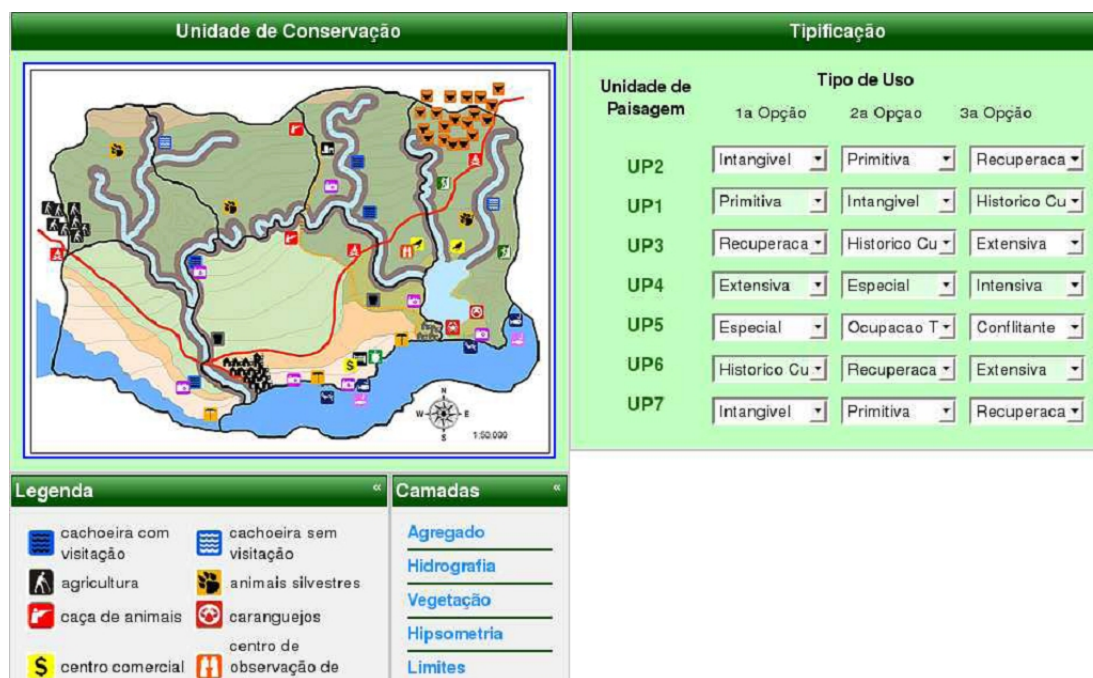 Unidade de Conservação
N
W E
S
1:50.000
Tipificação
Unidade de Paisagem
Tipo de Uso
1a Opção 2a Opçao 3a Opção
UP2 Intangivel Primitiva Recuperaca
UP1 Primitiva Intangivel Historico Cu
UP3 Recuperaca Historico Cu Extensiva
UP4 Extensiva Especial Intensiva
UP5 Especial Ocupacao T Conflitante
UP6 Historico Cu Recuperaca Extensiva
UP7 Intangivel Primitiva Recuperaca
Legenda «
cachoeira com visitação
cachoeira sem visitação
agricultura
animais silvestres
caça de animais
caranguejos
$ centro comercial
centro de observação de
Camadas «
Agregado
Hidrografia
Vegetação
Hipsometria
Limites